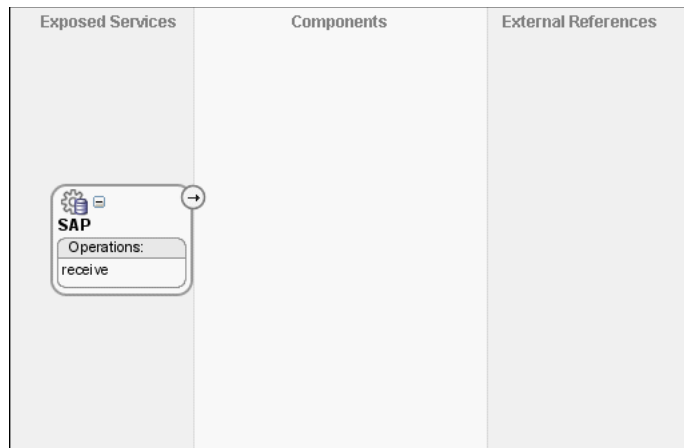 Exposed Services
Components
External References
SAP
Operations:
receive